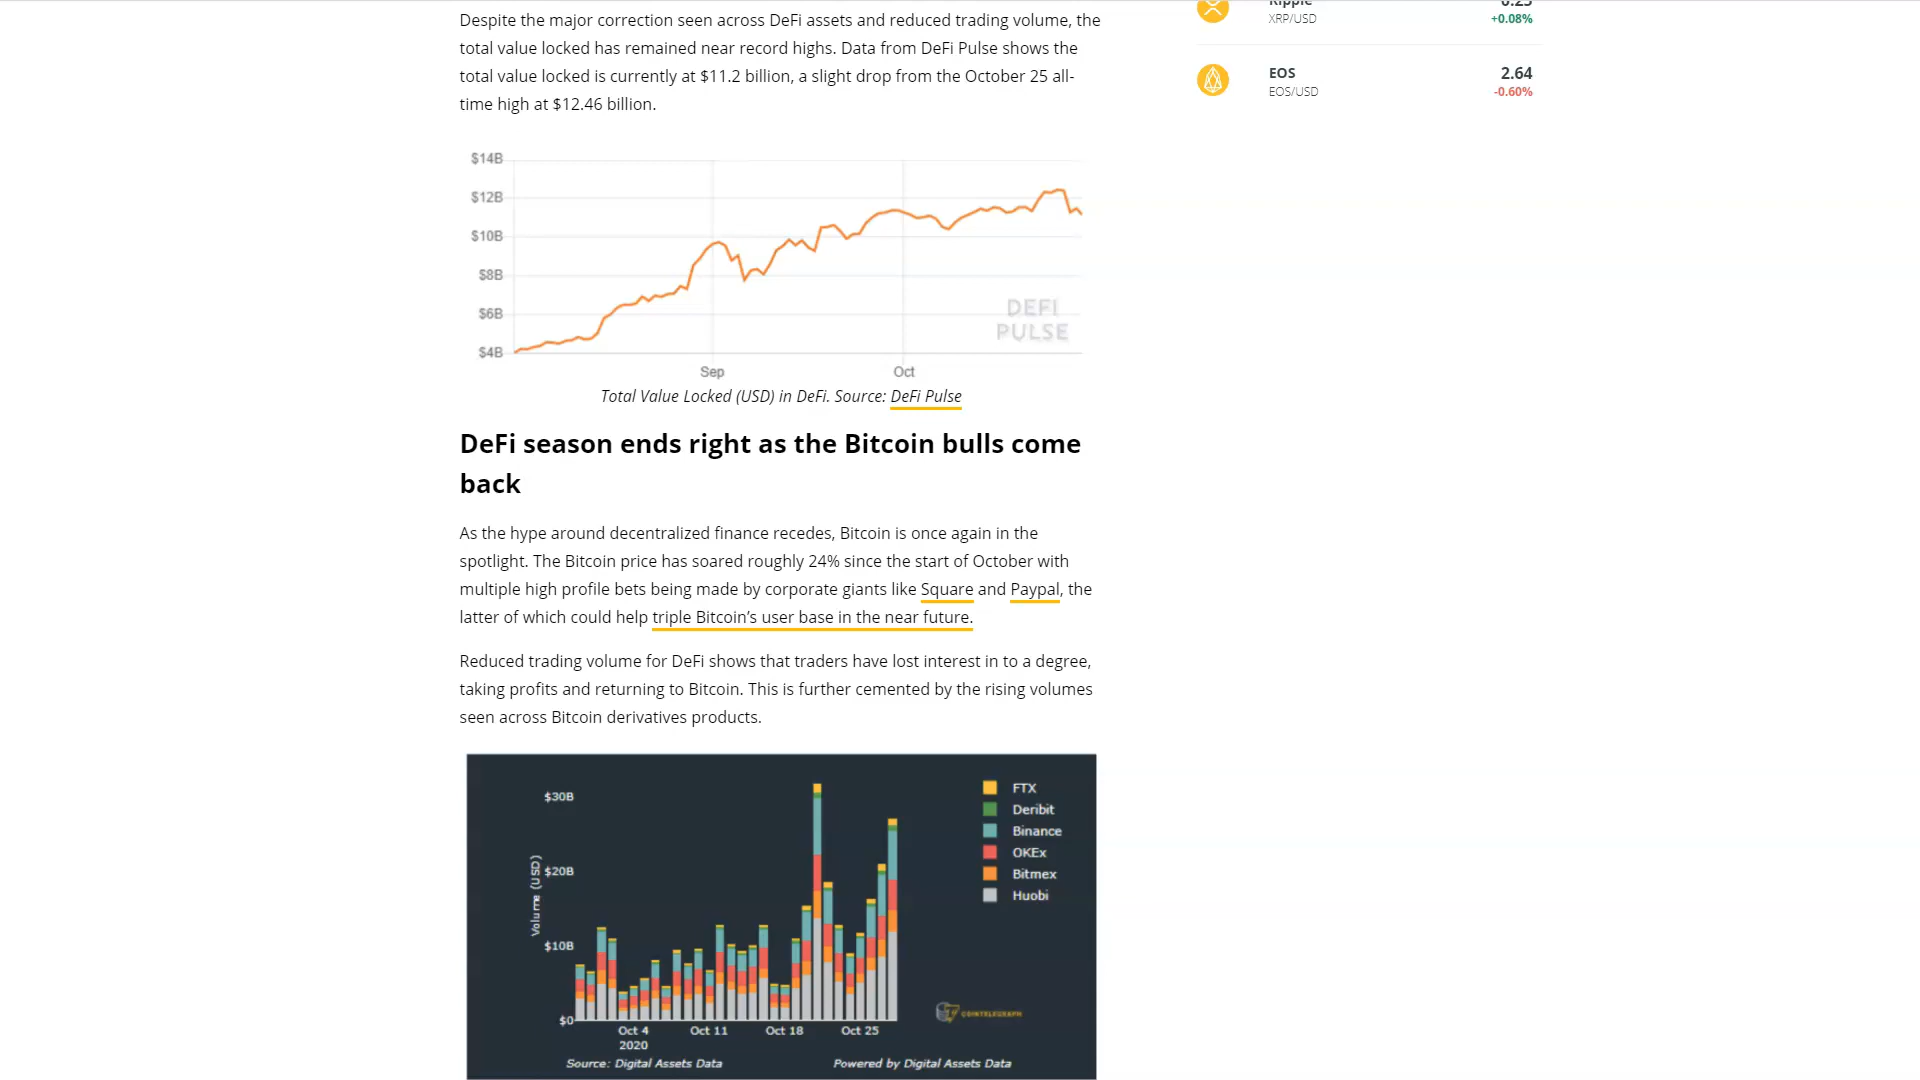 Despite the major correction seen across DeFi assets and reduced trading volume, the
total value locked has remained near record highs. Data from DeFi Pulse shows the
total value locked is currently at $11.2 billion, a slight drop from the October 25 all-
time high at $12.46 billion.
Ripple
0.25
XRP/USD
+0.08%
EOS
2.64
EOS/USD
-0.60%
$14B
$12B
$10B
$8B
$6B
$4B
DEFI
PULSE
Sep
Oct
Total Value Locked (USD) in DeFi. Source: DeFi Pulse
DeFi season ends right as the Bitcoin bulls come
back
As the hype around decentralized finance recedes, Bitcoin is once again in the
spotlight. The Bitcoin price has soared roughly 24% since the start of October with
multiple high profile bets being made by corporate giants like Square and Paypal, the
latter of which could help triple Bitcoin’s user base in the near future.
Reduced trading volume for DeFi shows that traders have lost interest in to a degree,
taking profits and returning to Bitcoin. This is further cemented by the rising volumes
seen across Bitcoin derivatives products.
$30B
$20B
$10B
$0
Volume (USD)
FTX
Deribit
Binance
OKEx
Bitmex
Huobi
COINTELEGRAPH
Oct 4
2020
Oct 11
Oct 18
Oct 25
Source: Digital Assets Data
Powered by Digital Assets Data